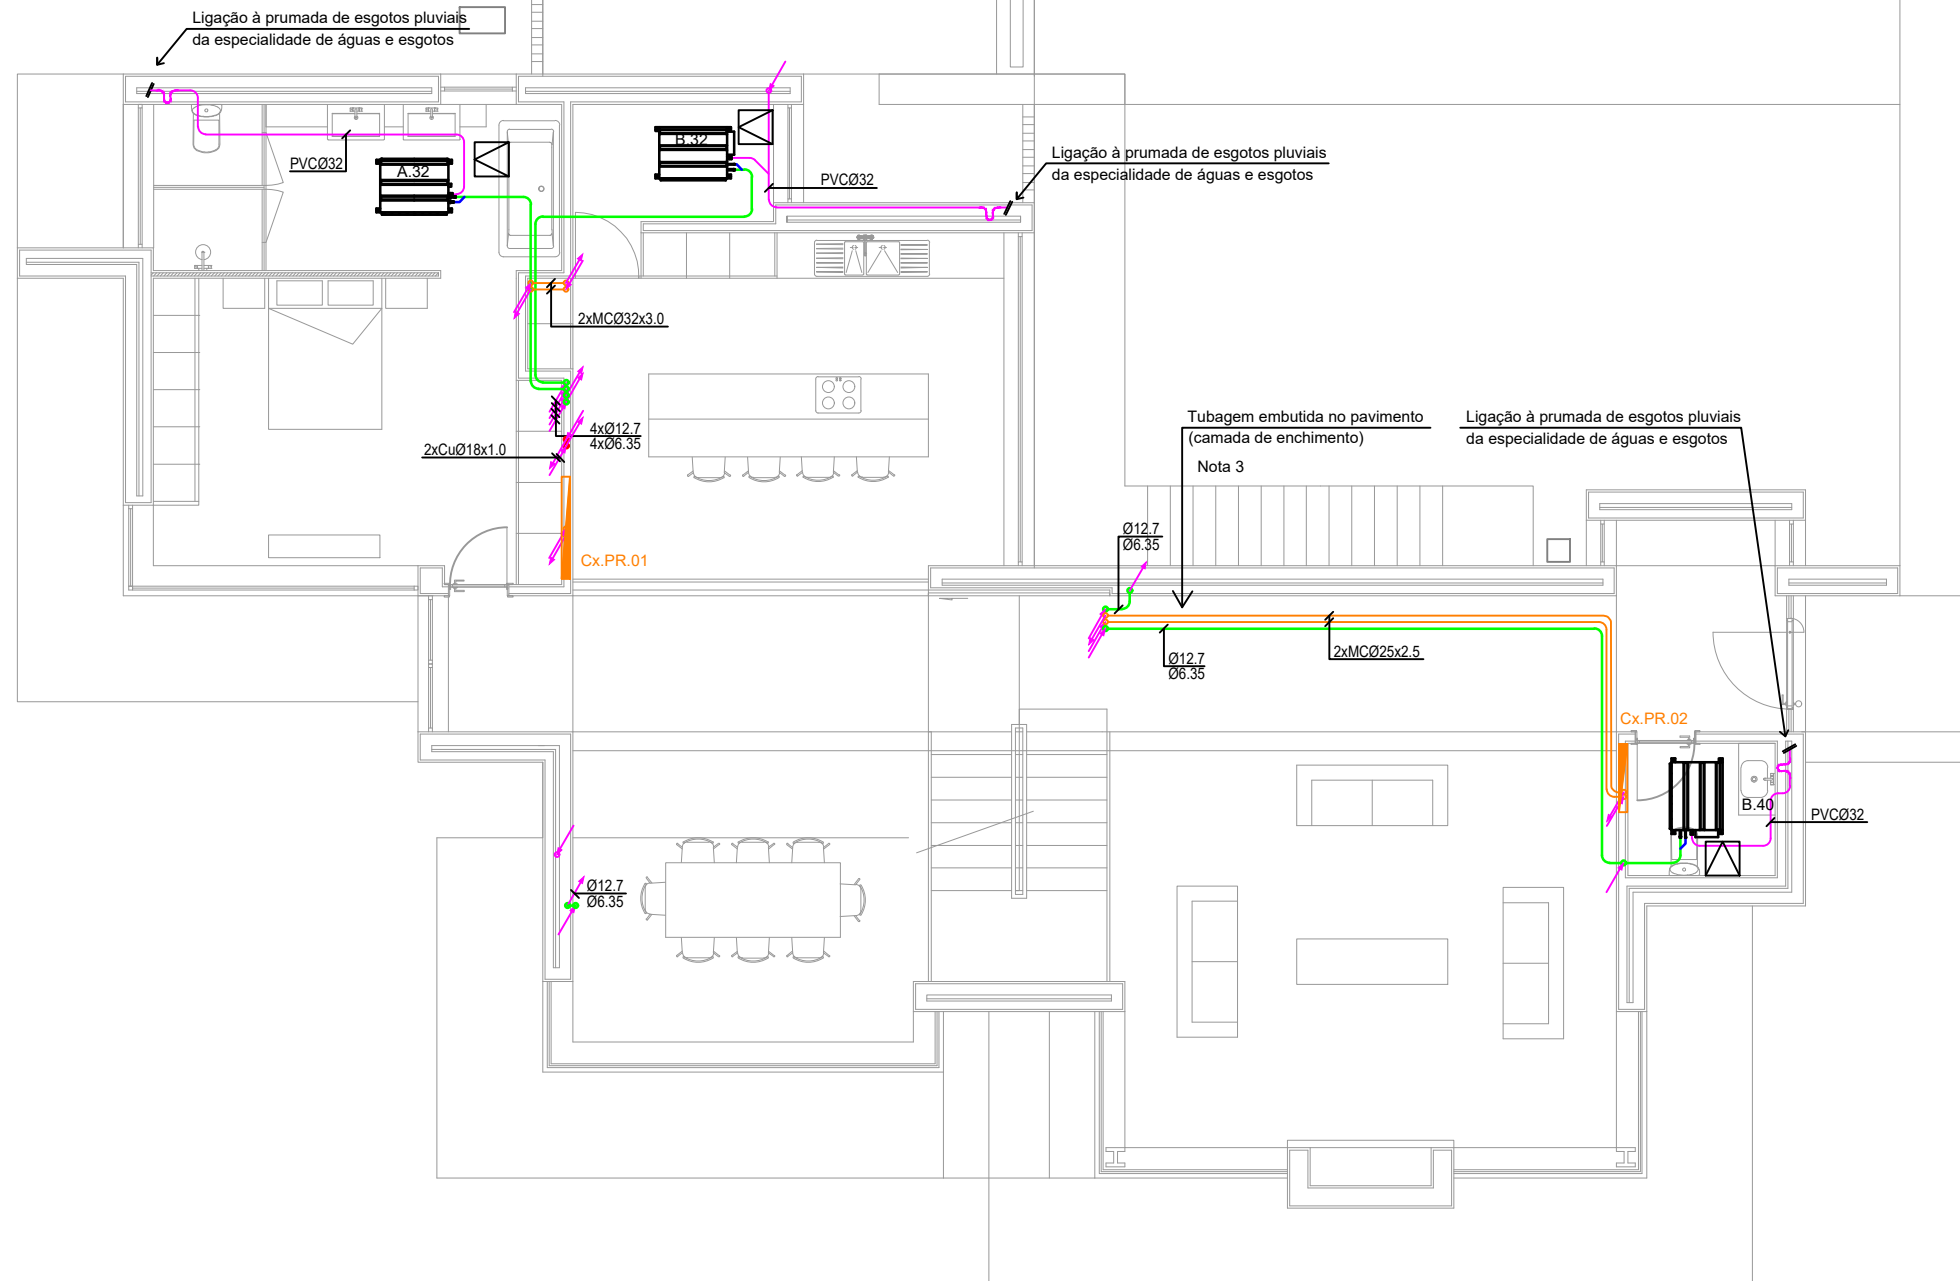 Ligação à prumada de esgotos pluviais
da especialidade de águas e esgotos
PVCØ32
A.32
B.32
PVCØ32
Ligação à prumada de esgotos pluviais
da especialidade de águas e esgotos
2xMCØ32x3.0
4xØ12.7
4xØ6.35
2xCuØ18x1.0
Cx.PR.01
Tubagem embutida no pavimento
(camada de enchimento)
Nota 3
Ligação à prumada de esgotos pluviais
da especialidade de águas e esgotos
Ø12.7
Ø6.35
Ø12.7
Ø6.35
2xMCØ25x2.5
Cx.PR.02
B.40
PVCØ32
Ø12.7
Ø6.35